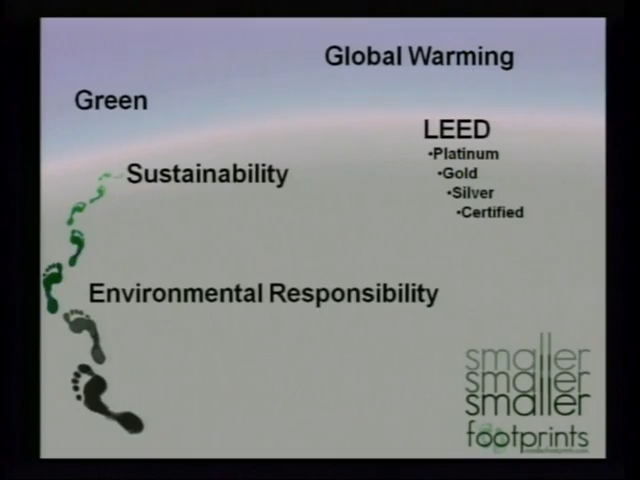 Global Warming
Green
LEED
•Platinum
•Gold
•Silver
•Certified
Sustainability
Environmental Responsibility
smaller
smaller
smaller
footprints